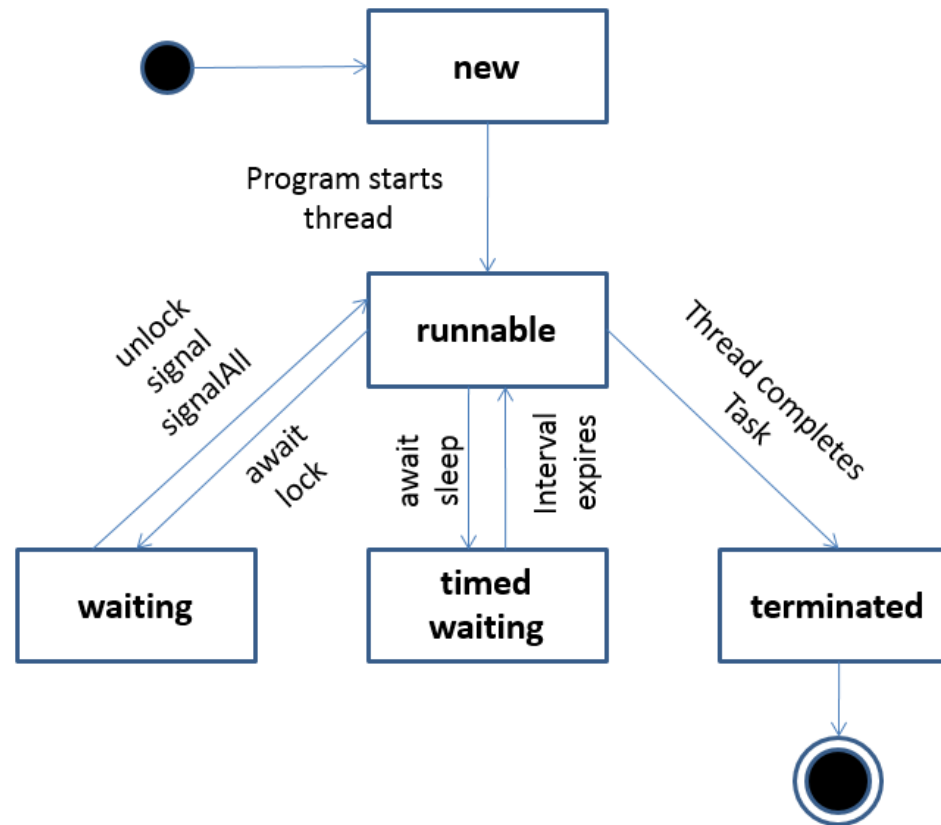 new
Program starts
thread
runnable
unlock
signal
signalAll
await
lock
await
sleep
Interval
expires
Thread completes
Task
waiting
timed
waiting
terminated